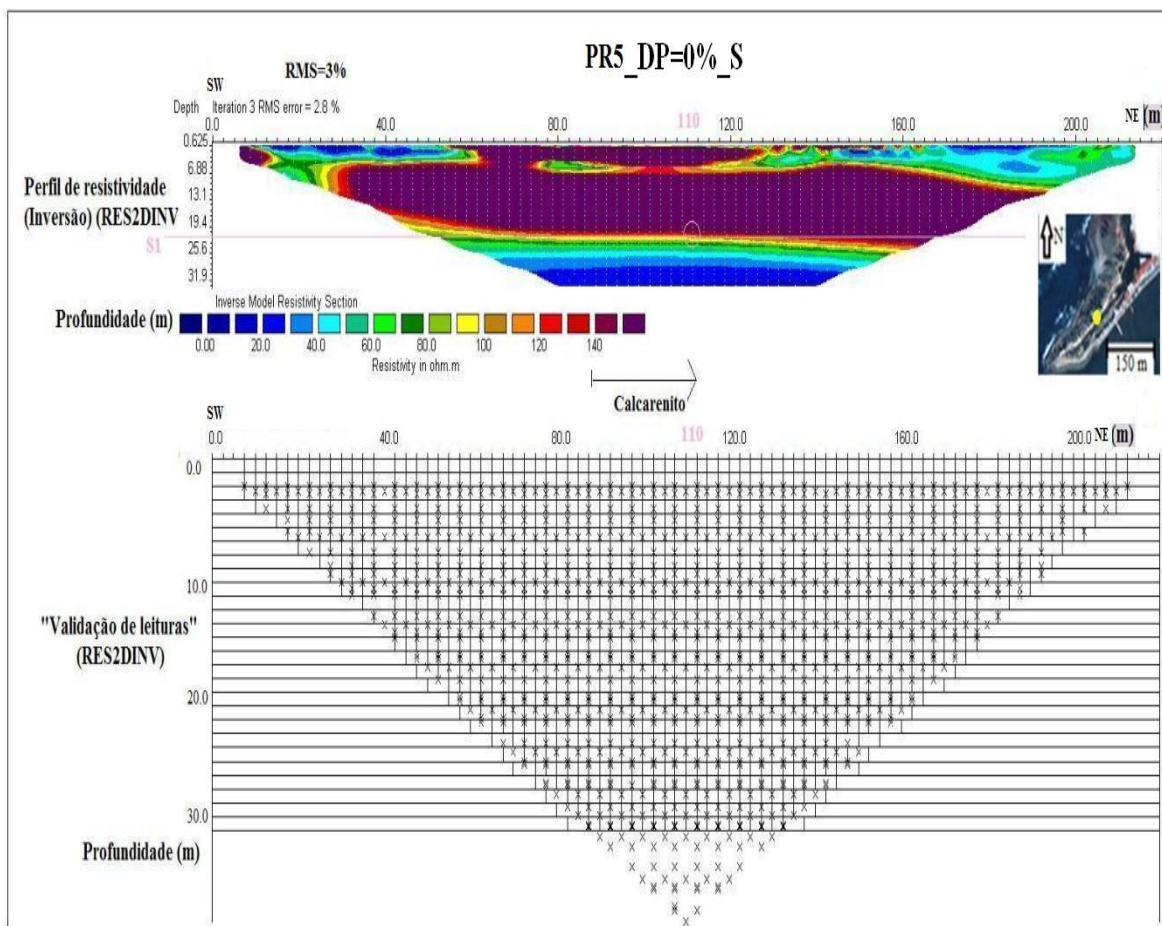 PR5_DP=0%_S
RMS=3%
SW
NE (m)
Depth Iteration 3 RMS error = 2.8 %
110
0.0 40.0 80.0 120.0 160.0 200.0
0.625
6.88
13.1
19.4
25.6
31.9
Perfil de resistividade
(Inversão) (RES2DINV
S1
N
150 m
Inverse Model Resistivity Section
Profundidade (m)
0.00 20.0 40.0 60.0 80.0 100 120 140
Resistivity in ohm.m
Calcarenito
SW
110
0.0 40.0 80.0 120.0 160.0 200.0 NE (m)
0.0
10.0
"Validação de leituras"
(RES2DINV)
20.0
30.0
Profundidade (m)